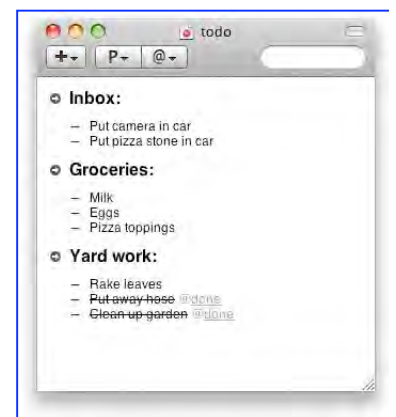 todo
P
@
Inbox:
– Put camera in car
– Put pizza stone in car
Groceries:
– Milk
– Eggs
– Pizza toppings
Yard work:
– Rake leaves
– Put away hose @done
– Clean up garden @done